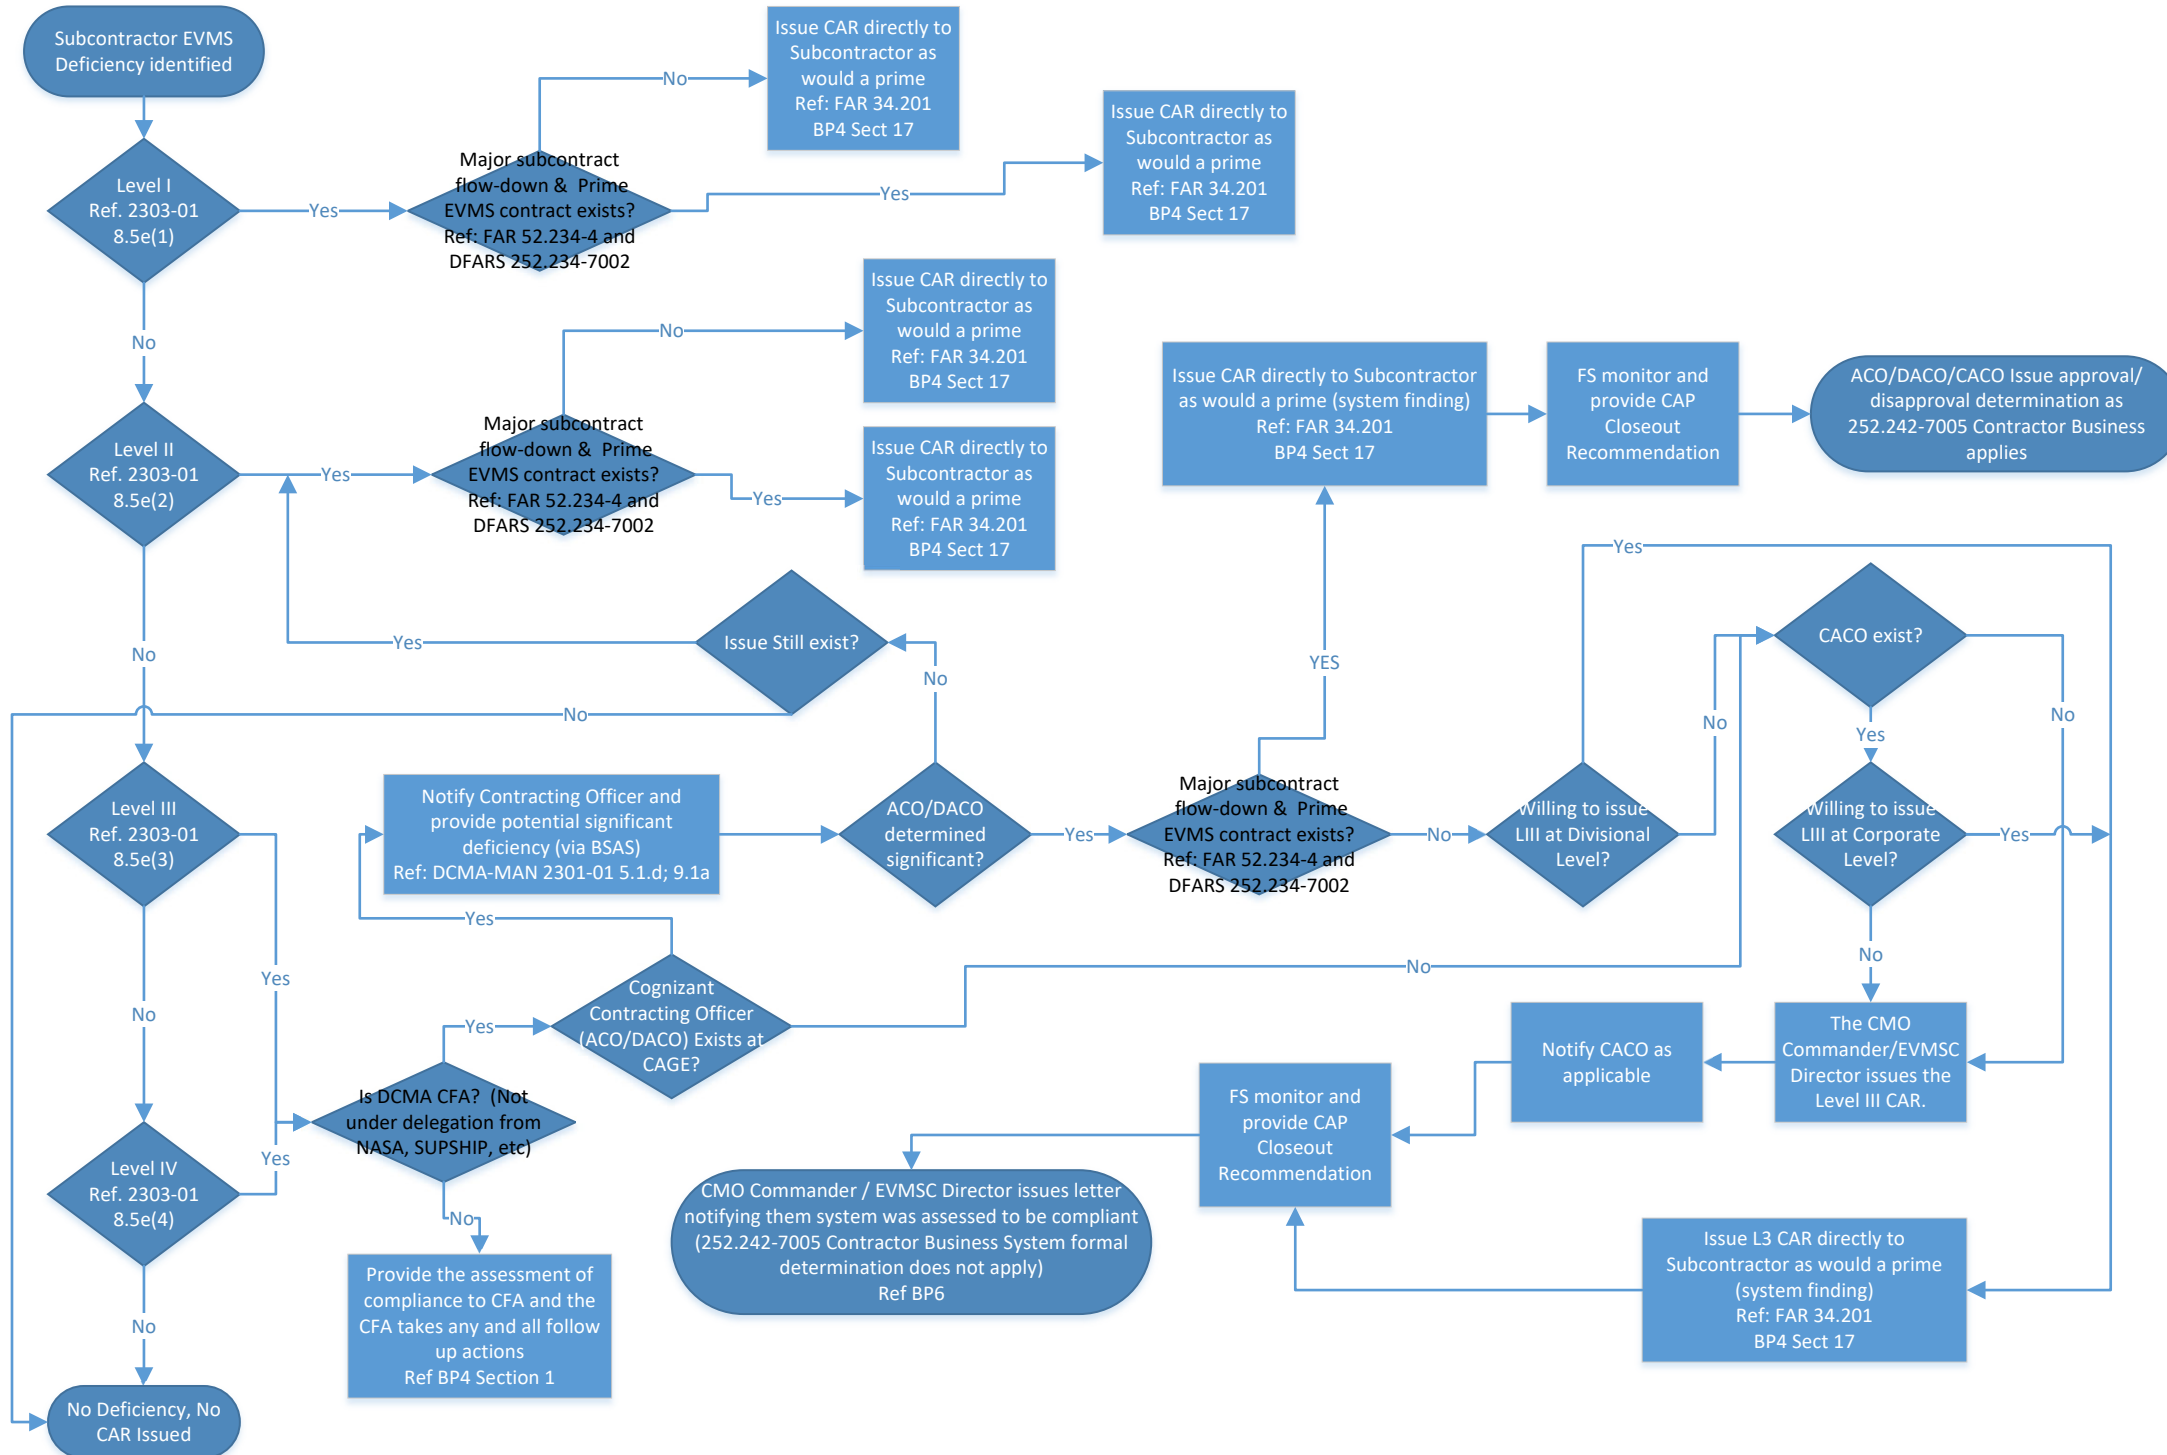 Subcontractor EVMS
Deficiency identified
Level I
Ref. 2303-01
8.5e(1)
Yes
Major subcontract
flow-down & Prime
EVMS contract exists?
Ref: FAR 52.234-4 and
DFARS 252.234-7002
No
Issue CAR directly to
Subcontractor as
would a prime
Ref: FAR 34.201
BP4 Sect 17
Yes
Issue CAR directly to
Subcontractor as
would a prime
Ref: FAR 34.201
BP4 Sect 17
No
Level II
Ref. 2303-01
8.5e(2)
Yes
Major subcontract
flow-down & Prime
EVMS contract exists?
Ref: FAR 52.234-4 and
DFARS 252.234-7002
No
Issue CAR directly to
Subcontractor as
would a prime
Ref: FAR 34.201
BP4 Sect 17
Yes
Issue CAR directly to
Subcontractor as
would a prime
Ref: FAR 34.201
BP4 Sect 17
Issue CAR directly to Subcontractor
as would a prime (system finding)
Ref: FAR 34.201
BP4 Sect 17
FS monitor and
provide CAP
Closeout
Recommendation
ACO/DACO/CACO Issue approval/
disapproval determination as
252.242-7005 Contractor Business
applies
Yes
No
Yes
Issue Still exist?
No
No
YES
CACO exist?
No
No
Yes
Level III
Ref. 2303-01
8.5e(3)
Notify Contracting Officer and
provide potential significant
deficiency (via BSAS)
Ref: DCMA-MAN 2301-01 5.1.d; 9.1a
ACO/DACO
determined
significant?
Yes
Major subcontract
flow-down & Prime
EVMS contract exists?
Ref: FAR 52.234-4 and
DFARS 252.234-7002
No
Willing to issue
LIII at Divisional
Level?
Willing to issue
LIII at Corporate
Level?
Yes
Yes
Yes
No
No
No
Yes
Cognizant
Contracting Officer
(ACO/DACO) Exists at
CAGE?
The CMO
Commander/EVMSC
Director issues the
Level III CAR.
Notify CACO as
applicable
FS monitor and
provide CAP
Closeout
Recommendation
Is DCMA CFA? (Not
under delegation from
NASA, SUPSHIP, etc)
Yes
Level IV
Ref. 2303-01
8.5e(4)
No
CMO Commander / EVMSC Director issues letter
notifying them system was assessed to be compliant
(252.242-7005 Contractor Business System formal
determination does not apply)
Ref BP6
Issue L3 CAR directly to
Subcontractor as would a prime
(system finding)
Ref: FAR 34.201
BP4 Sect 17
Provide the assessment of
compliance to CFA and the
CFA takes any and all follow
up actions
Ref BP4 Section 1
No
No Deficiency, No
CAR Issued